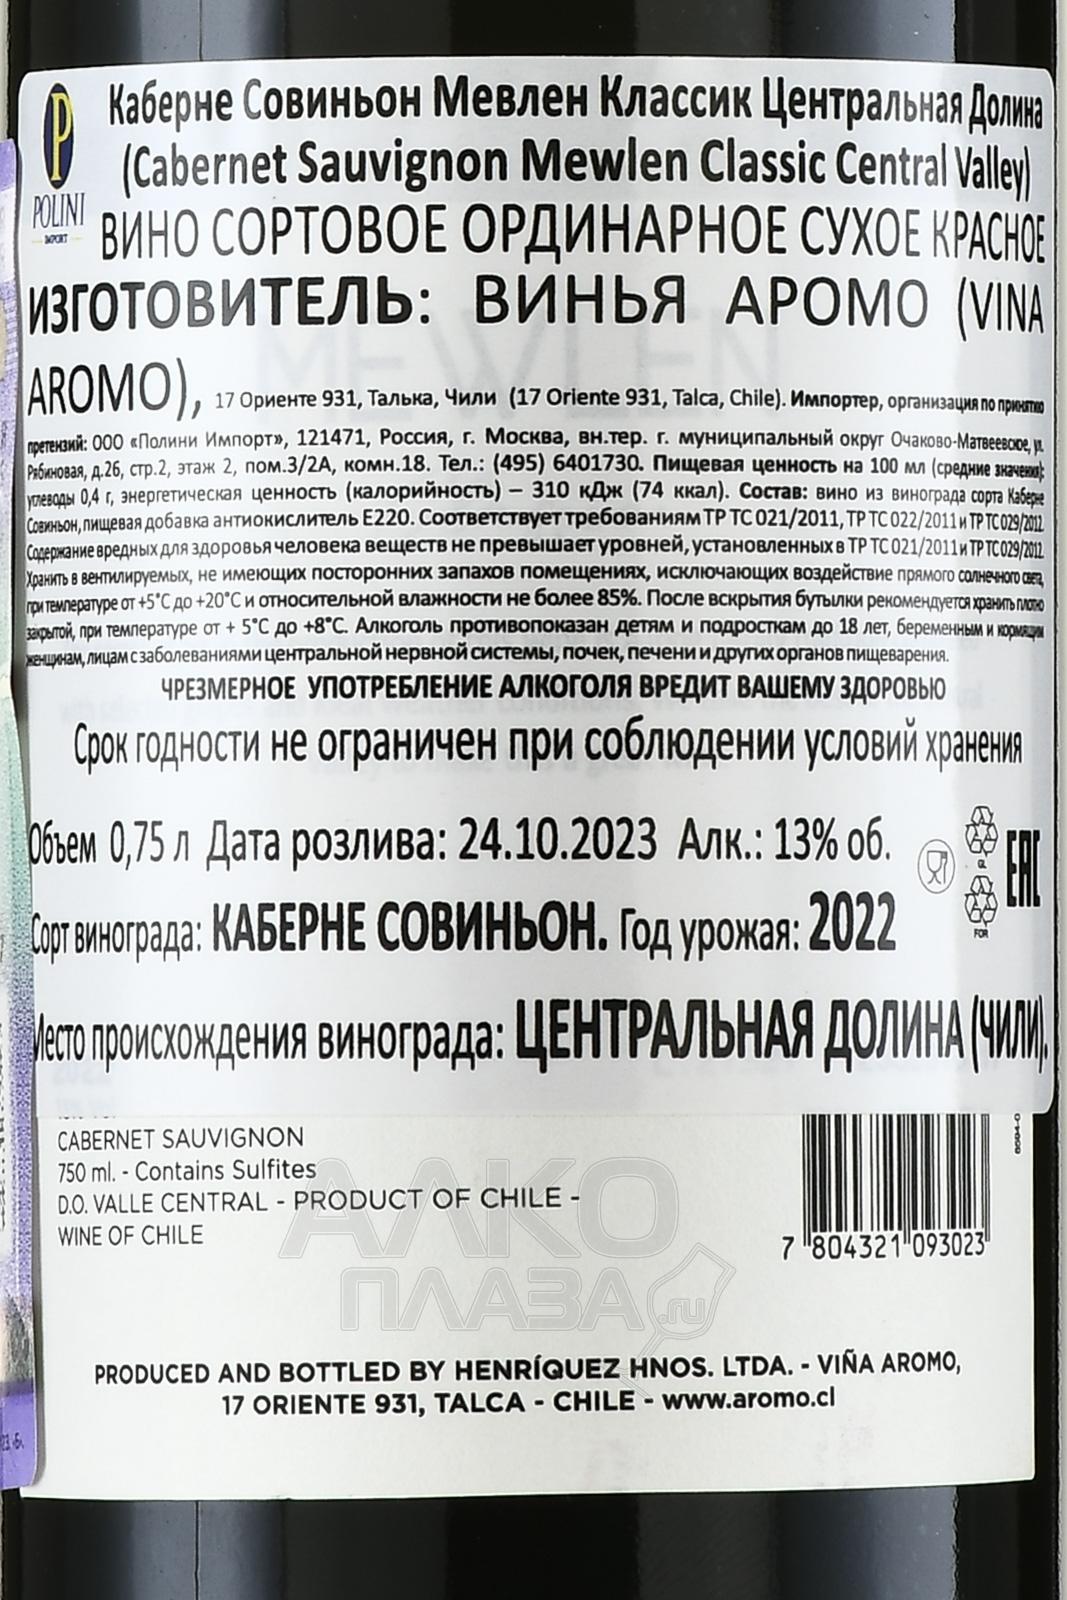 P
POLINI
IMPORT
Каберне Совиньон Мевлен Классик Центральная Долина
(Cabernet Sauvignon Mewlen Classic Central Valley)
ВИНО СОРТОВОЕ ОРДИНАРНОЕ СУХОЕ КРАСНОЕ
ИЗГОТОВИТЕЛЬ: ВИНЬЯ АРОМО (VINA
AROMO), 17 Ориенте 931, Талька, Чили (17 Oriente 931, Talca, Chile). Импортер, организация по принятию
претензий: ООО «Полини Импорт», 121471, Россия, г. Москва, вн.тер. г. муниципальный округ Очаково-Матвеевское, ул.
Рябиновая, д.26, стр.2, этаж 2, пом.3/2А, комн.18. Тел.: (495) 6401730. Пищевая ценность на 100 мл (средние значения):
углеводы 0,4 г, энергетическая ценность (калорийность) – 310 кДж (74 ккал). Состав: вино из винограда сорта Каберне
Совиньон, пищевая добавка антиокислитель Е220. Соответствует требованиям ТР ТС 021/2011, ТР ТС 022/2011 и ТР ТС 029/2012.
Содержание вредных для здоровья человека веществ не превышает уровней, установленных в ТР ТС 021/2011 и ТР ТС 029/2012.
Хранить в вентилируемых, не имеющих посторонних запахов помещениях, исключающих воздействие прямого солнечного света,
при температуре от +5°С до +20°С и относительной влажности не более 85%. После вскрытия бутылки рекомендуется хранить плотно
закрытой, при температуре от + 5°С до +8°С. Алкоголь противопоказан детям и подросткам до 18 лет, беременным и кормящим
женщинам, лицам с заболеваниями центральной нервной системы, почек, печени и других органов пищеварения.
ЧРЕЗМЕРНОЕ УПОТРЕБЛЕНИЕ АЛКОГОЛЯ ВРЕДИТ ВАШЕМУ ЗДОРОВЬЮ
Срок годности не ограничен при соблюдении условий хранения
Объем 0,75 л Дата розлива: 24.10.2023 Алк.: 13% об.
GL
FOR
EAC
Сорт винограда: КАБЕРНЕ СОВИНЬОН. Год урожая: 2022
Место происхождения винограда: ЦЕНТРАЛЬНАЯ ДОЛИНА (ЧИЛИ).
CABERNET SAUVIGNON
750 ml. - Contains Sulfites
D.O. VALLE CENTRAL - PRODUCT OF CHILE -
WINE OF CHILE
7 804321 093023
АЛКО
ПЛАЗА.ru
PRODUCED AND BOTTLED BY HENRÍQUEZ HNOS. LTDA. - VIÑA AROMO,
17 ORIENTE 931, TALCA - CHILE - www.aromo.cl